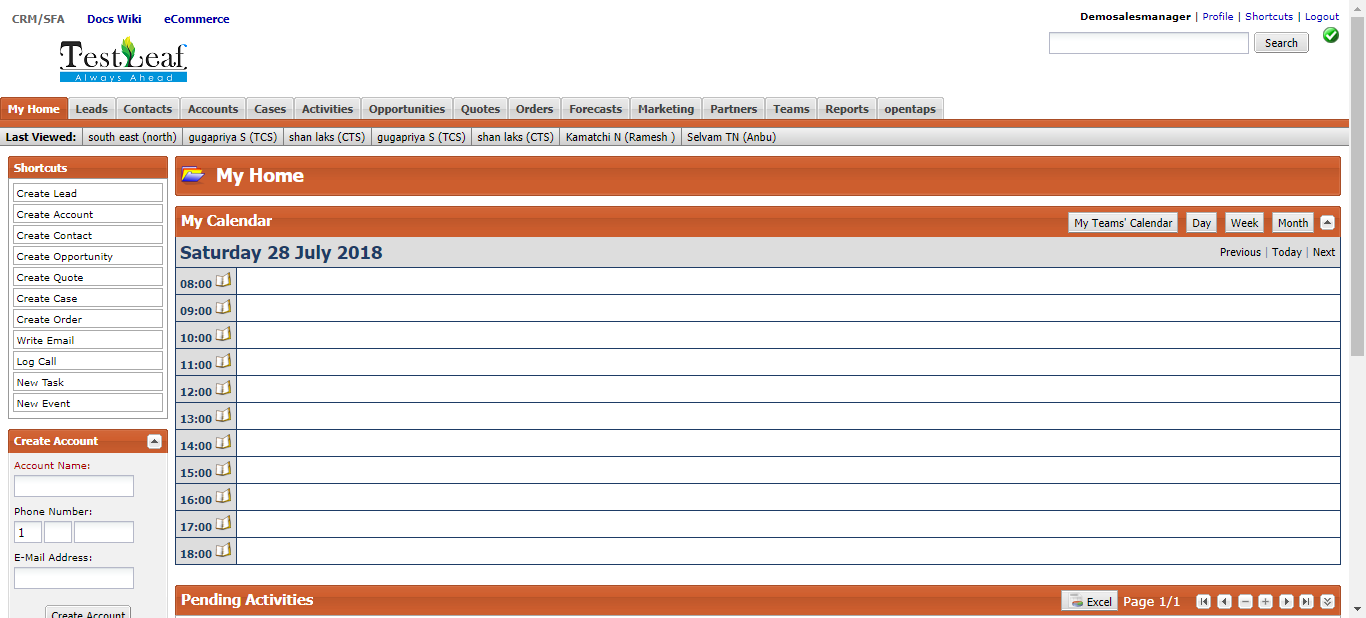 CRM/SFA Docs Wiki eCommerce
Demosalesmanager | Profile | Shortcuts | Logout
Search
TestLeaf
Always Ahead
My Home Leads Contacts Accounts Cases Activities Opportunities Quotes Orders Forecasts Marketing Partners Teams Reports opentaps
Last Viewed: south east (north) gugapriya S (TCS) shan laks (CTS) gugapriya S (TCS) shan laks (CTS) Kamatchi N (Ramesh ) Selvam TN (Anbu)
Shortcuts
Create Lead
Create Account
Create Contact
Create Opportunity
Create Quote
Create Case
Create Order
Write Email
Log Call
New Task
New Event
Create Account
Account Name:
Phone Number:
1
E-Mail Address:
Create Account
My Home
My Calendar My Teams' Calendar Day Week Month
Saturday 28 July 2018 Previous | Today | Next
08:00
09:00
10:00
11:00
12:00
13:00
14:00
15:00
16:00
17:00
18:00
Pending Activities Excel Page 1/1